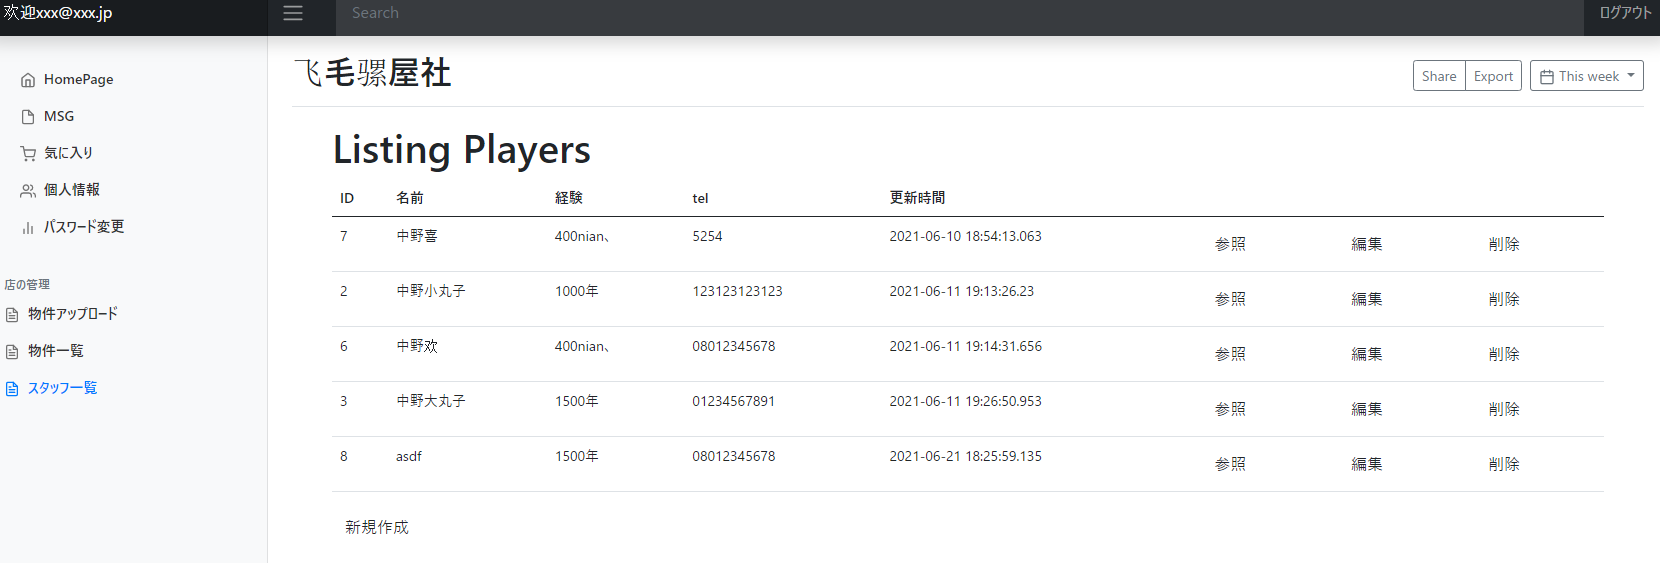 欢迎xxx@xxx.jp
Search
ログアウト
HomePage
MSG
気に入り
個人情報
パスワード変更
店の管理
物件アップロード
物件一覧
スタッフ一覧
飞毛骡屋社
Share Export This week
Listing Players
ID 名前 経験 tel 更新時間
7 中野喜 400nian、 5254 2021-06-10 18:54:13.063 参照 編集 削除
2 中野小丸子 1000年 123123123123 2021-06-11 19:13:26.23 参照 編集 削除
6 中野欢 400nian、 08012345678 2021-06-11 19:14:31.656 参照 編集 削除
3 中野大丸子 1500年 01234567891 2021-06-11 19:26:50.953 参照 編集 削除
8 asdf 1500年 08012345678 2021-06-21 18:25:59.135 参照 編集 削除
新規作成